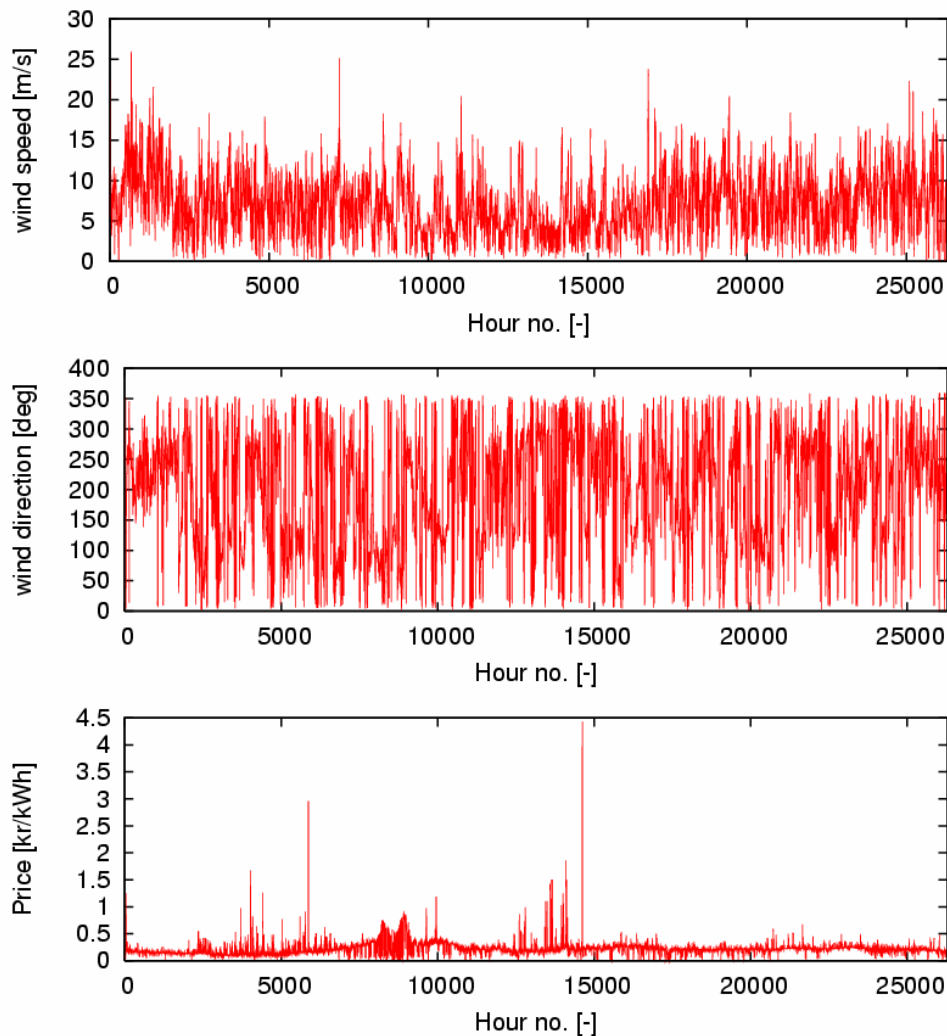 wind speed [m/s]
30
25
20
15
10
5
0
0 5000 10000 15000 20000 25000
Hour no. [-]
wind direction [deg]
400
350
300
250
200
150
100
50
0
0 5000 10000 15000 20000 25000
Hour no. [-]
Price [kr/kWh]
4.5
4
3.5
3
2.5
2
1.5
1
0.5
0
0 5000 10000 15000 20000 25000
Hour no. [-]